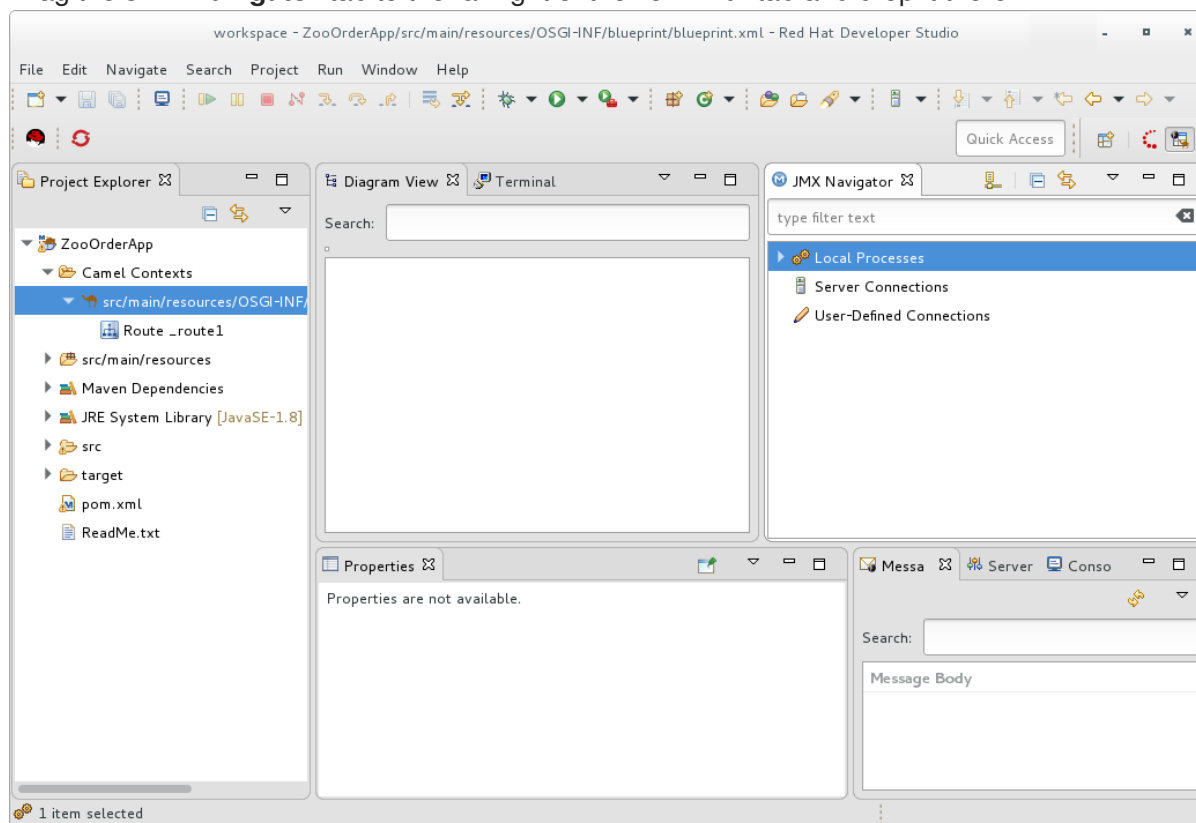 workspace - ZooOrderApp/src/main/resources/OSGI-INF/blueprint/blueprint.xml - Red Hat Developer Studio
File Edit Navigate Search Project Run Window Help
Quick Access
Project Explorer
Diagram View Terminal
JMX Navigator
Search:
type filter text
ZooOrderApp
Camel Contexts
src/main/resources/OSGI-INF/
Route _route1
src/main/resources
Maven Dependencies
JRE System Library [JavaSE-1.8]
src
target
pom.xml
ReadMe.txt
Local Processes
Server Connections
User-Defined Connections
Properties
Properties are not available.
Messa Server Conso
Search:
Message Body
1 item selected